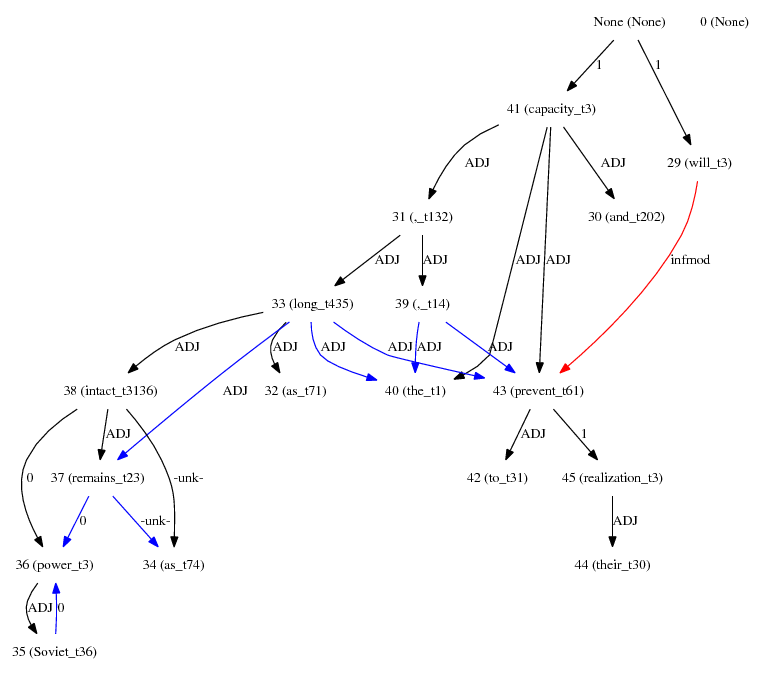 None (None) 0 (None)
1 1
41 (capacity_t3)
ADJ ADJ 29 (will_t3)
31 (,_t132) 30 (and_t202)
ADJ ADJ ADJ ADJ infmod
33 (long_t435) 39 (,_t14)
ADJ ADJ ADJ ADJ ADJ ADJ
38 (intact_t3136) 32 (as_t71) ADJ 40 (the_t1) 43 (prevent_t61)
ADJ ADJ 1
0 37 (remains_t23) -unk- 42 (to_t31) 45 (realization_t3)
0 -unk- ADJ
36 (power_t3) 34 (as_t74) 44 (their_t30)
ADJ 0
35 (Soviet_t36)